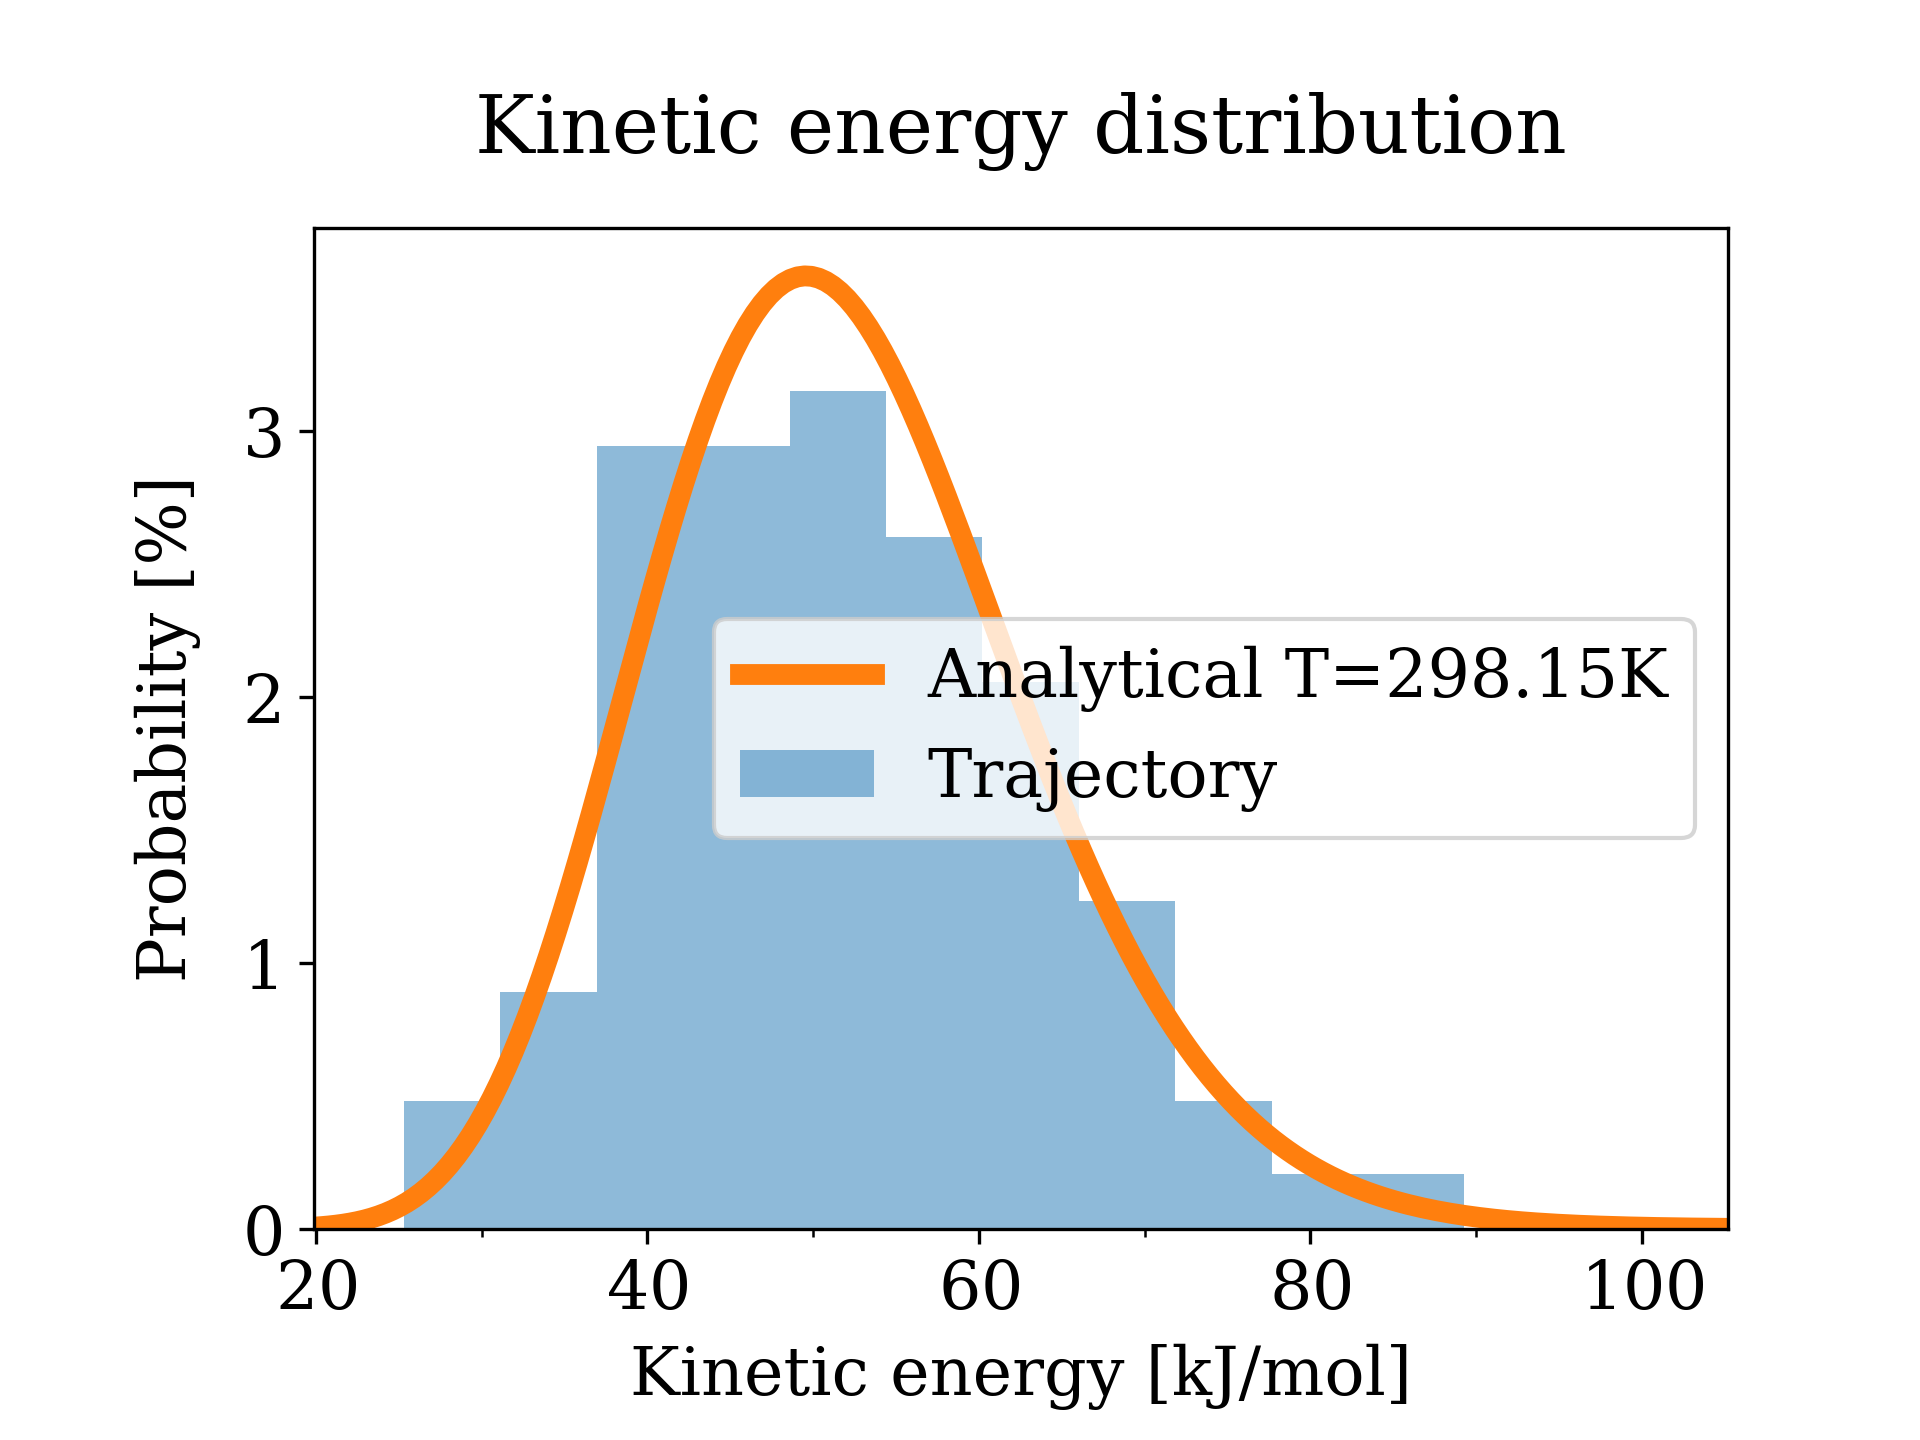 Kinetic energy distribution
3
2
1
0
Probability [%]
Analytical T=298.15K
Trajectory
20 40 60 80 100
Kinetic energy [kJ/mol]